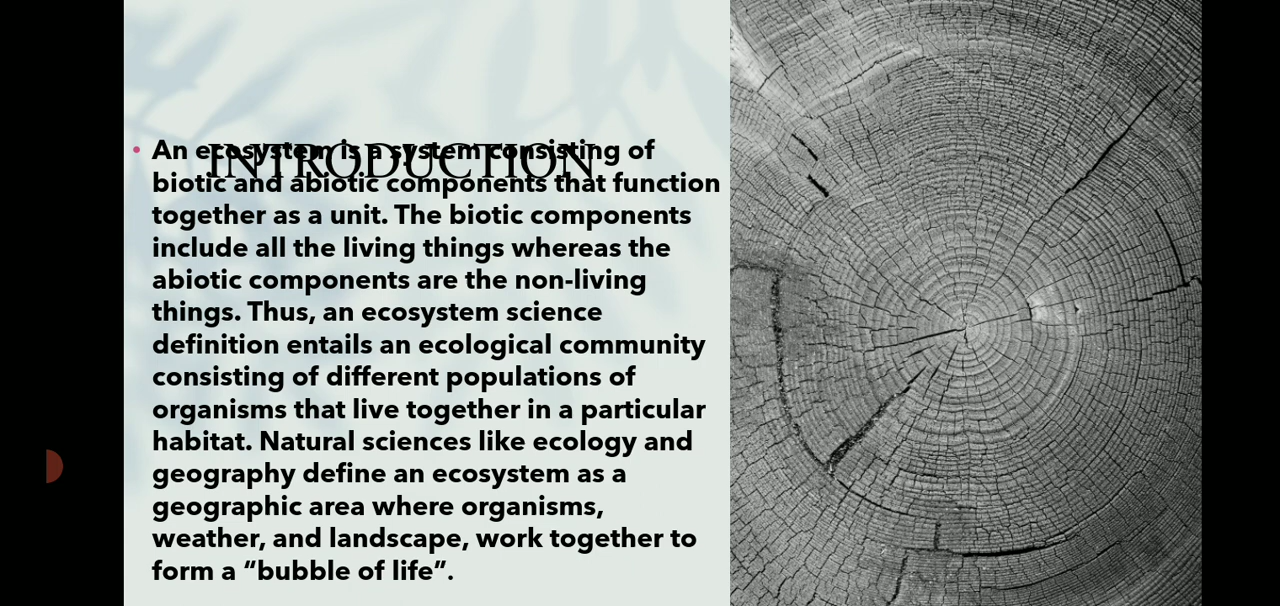 INTRODUCTION
• An ecosystem is a system consisting of
biotic and abiotic components that function
together as a unit. The biotic components
include all the living things whereas the
abiotic components are the non-living
things. Thus, an ecosystem science
definition entails an ecological community
consisting of different populations of
organisms that live together in a particular
habitat. Natural sciences like ecology and
geography define an ecosystem as a
geographic area where organisms,
weather, and landscape, work together to
form a “bubble of life”.